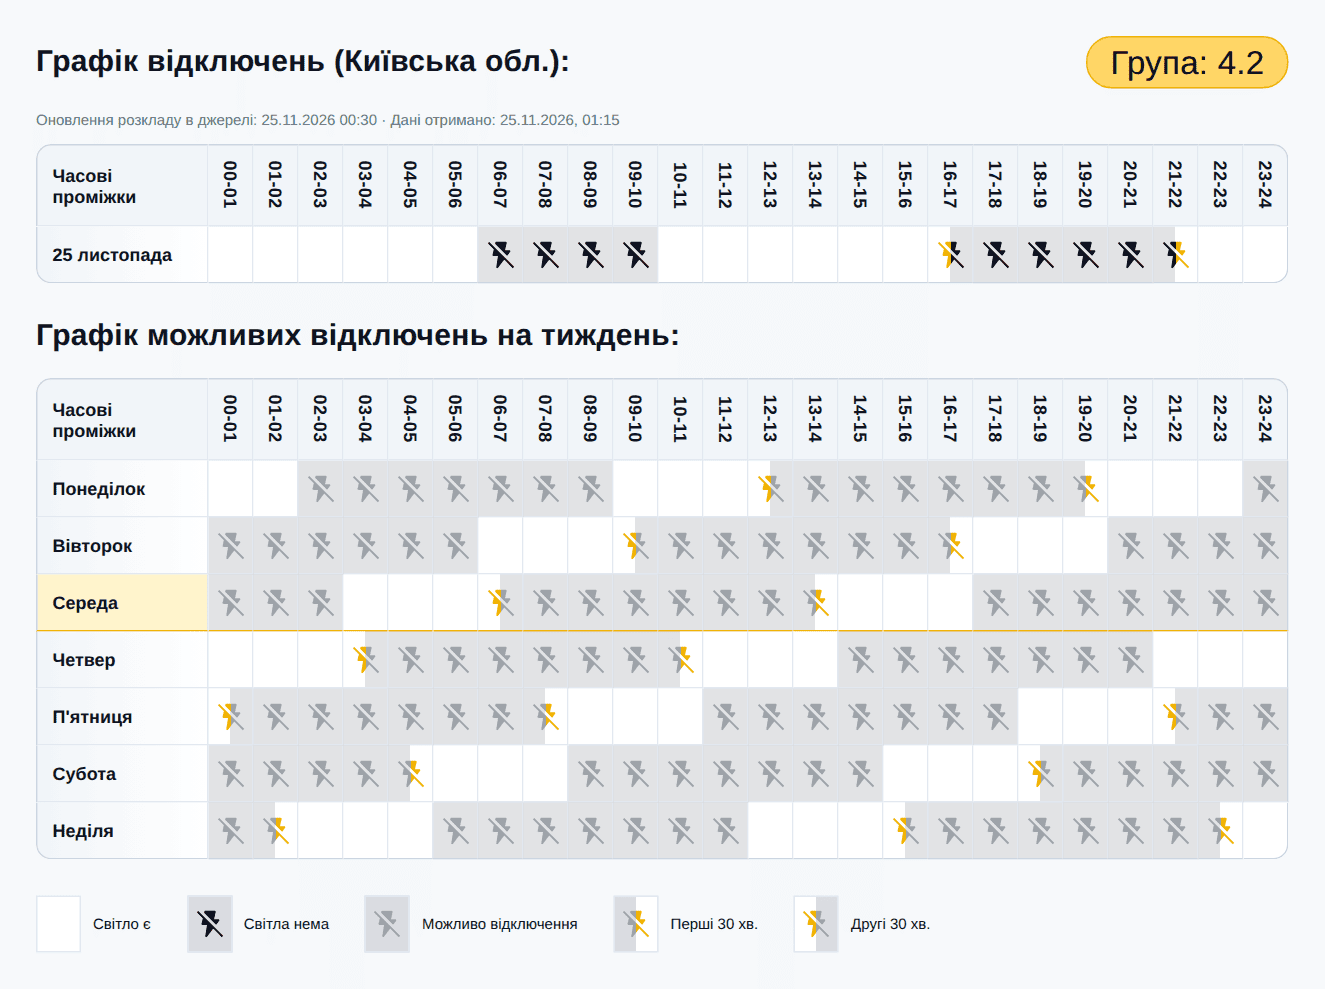 Графік відключень (Київська обл.):
Група: 4.2
Оновлення розкладу в джерелі: 25.11.2026 00:30 · Дані отримано: 25.11.2026, 01:15
Часові
проміжки
00-01 01-02 02-03 03-04 04-05 05-06 06-07 07-08 08-09 09-10 10-11 11-12 12-13 13-14 14-15 15-16 16-17 17-18 18-19 19-20 20-21 21-22 22-23 23-24
25 листопада
Графік можливих відключень на тиждень:
Часові
проміжки
00-01 01-02 02-03 03-04 04-05 05-06 06-07 07-08 08-09 09-10 10-11 11-12 12-13 13-14 14-15 15-16 16-17 17-18 18-19 19-20 20-21 21-22 22-23 23-24
Понеділок
Вівторок
Середа
Четвер
П'ятниця
Субота
Неділя
Світло є
Світла нема
Можливо відключення
Перші 30 хв.
Другі 30 хв.